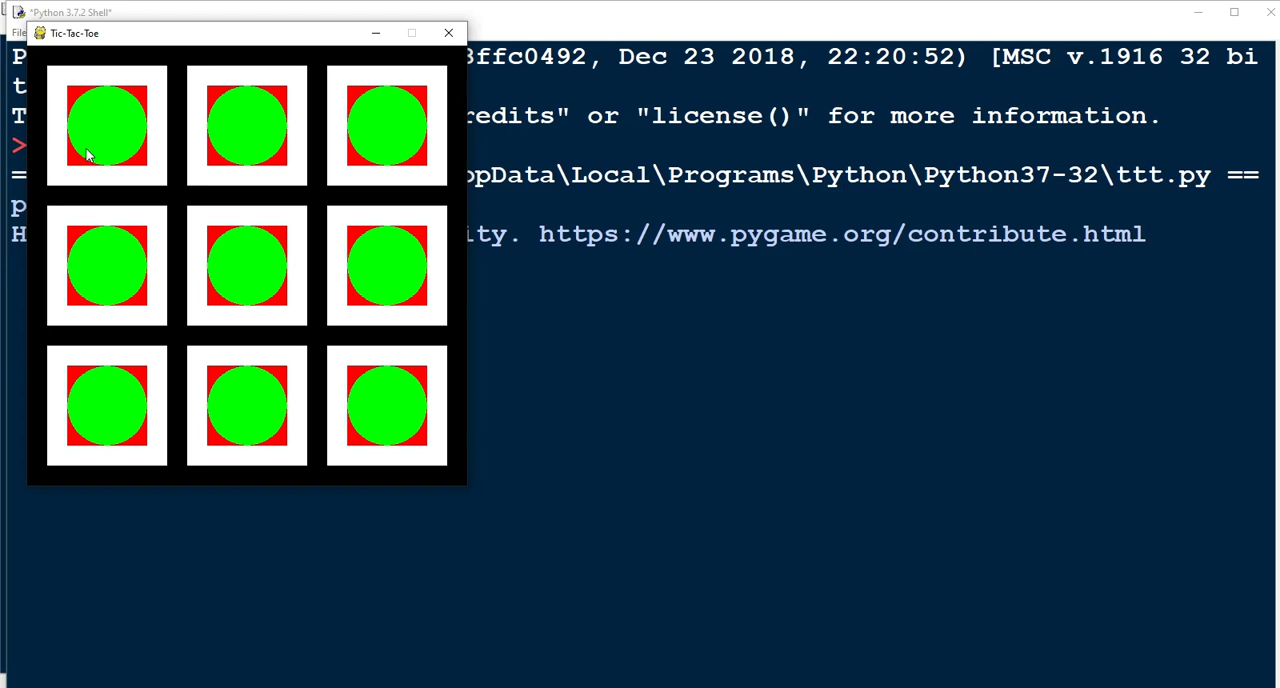 *Python 3.7.2 Shell*
File
Tic-Tac-Toe
P 3ffc0492, Dec 23 2018, 22:20:52) [MSC v.1916 32 bi
t
T redits" or "license()" for more information.
>
= ppData\Local\Programs\Python\Python37-32\ttt.py ==
p
H ity. https://www.pygame.org/contribute.html